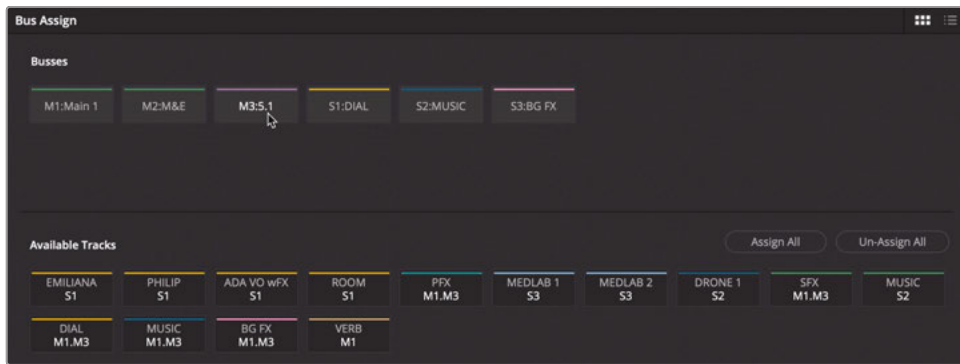 Bus Assign
Busses
M1:Main 1 M2:M&E M3:5.1 S1:DIAL S2:MUSIC S3:BG FX
Available Tracks Assign All Un-Assign All
EMILIANA PHILIP ADA VO wFX ROOM PFX MEDLAB 1 MEDLAB 2 DRONE 1 SFX MUSIC
S1 S1 S1 S1 M1.M3 S3 S3 S2 M1.M3 S2
DIAL MUSIC BG FX VERB
M1.M3 M1.M3 M1.M3 M1